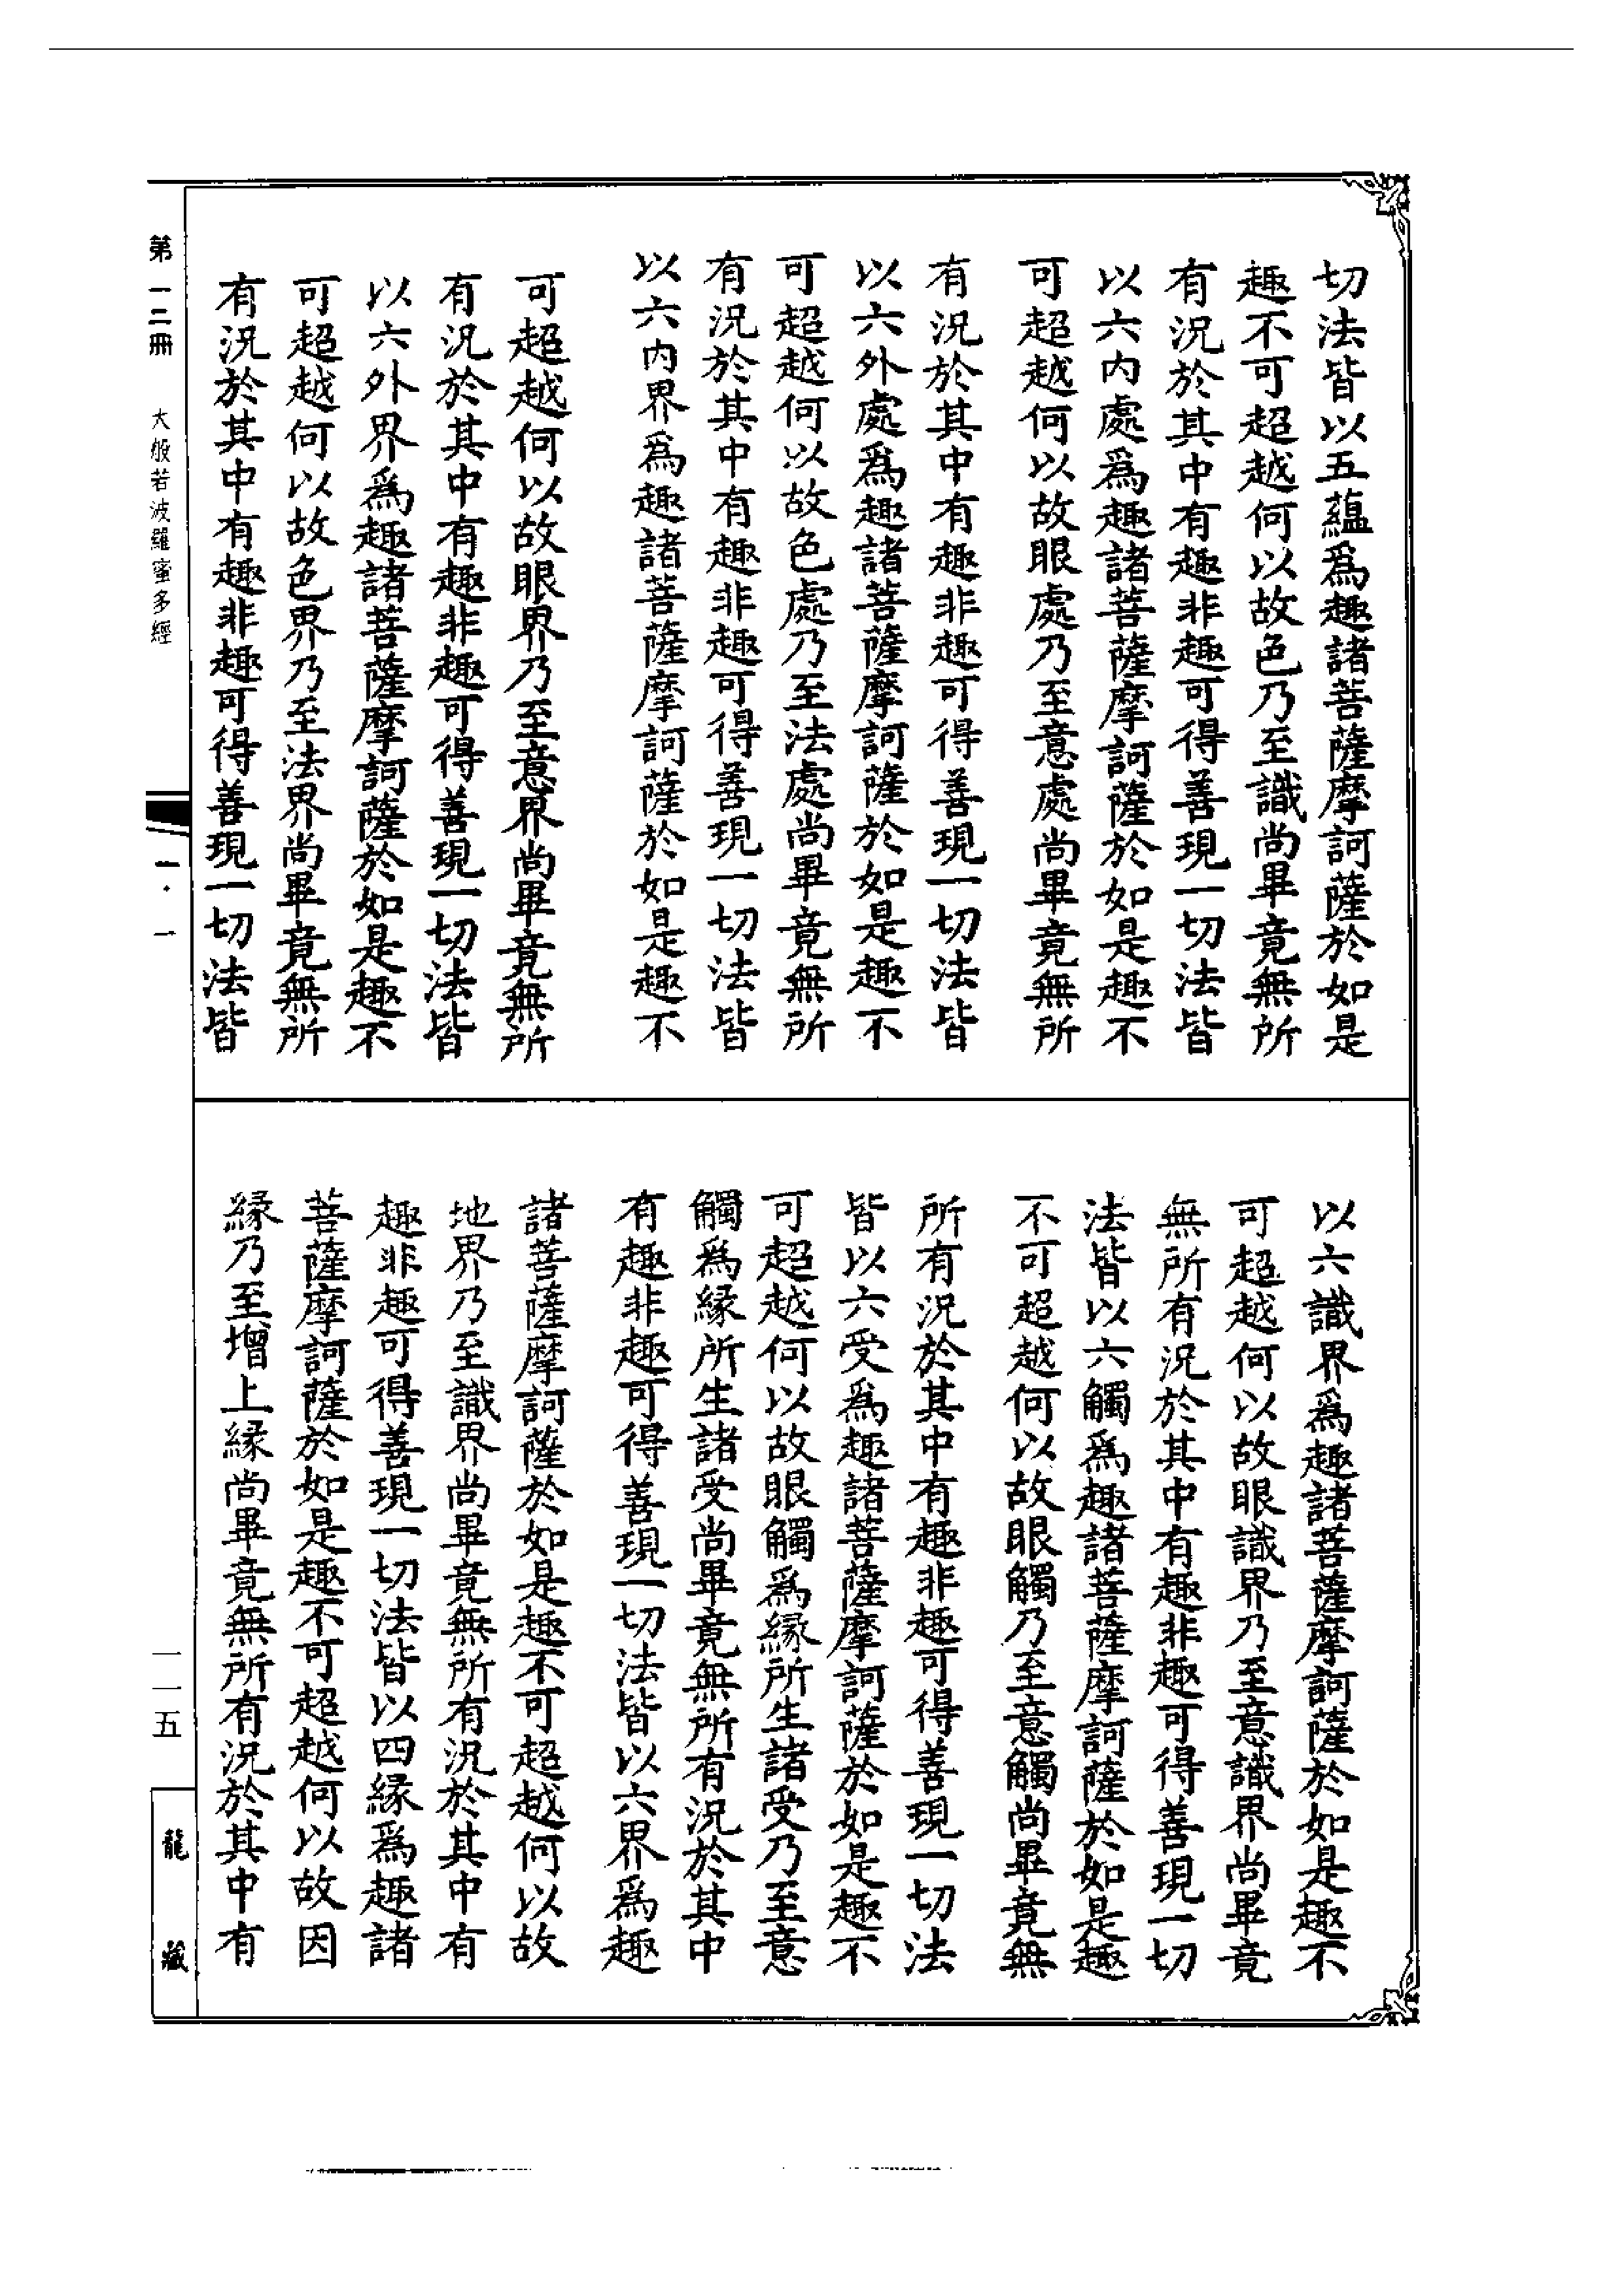 切法皆以五蘊爲趣諸菩薩摩訶薩於如是
趣不可超越何以故色乃至識尚畢竟無所
有況於其中有趣非趣可得善現一切法皆
以六内處爲趣諸菩薩摩訶薩於如是趣不
可超越何以故眼處乃至意處尚畢竟無所
有況於其中有趣非趣可得善現一切法皆
以六外處爲趣諸菩薩摩訶薩於如是趣不
可超越何以故色處乃至法處尚畢竟無所
有況於其中有趣非趣可得善現一切法皆
以六内界爲趣諸菩薩摩訶薩於如是趣不
可超越何以故眼界乃至意界尚畢竟無所
有況於其中有趣非趣可得善現一切法皆
以六外界爲趣諸菩薩摩訶薩於如是趣不
可超越何以故色界乃至法界尚畢竟無所
有況於其中有趣非趣可得善現一切法皆
以六識界爲趣諸菩薩摩訶薩於如是趣不
可超越何以故眼識界乃至意識界尚畢竟
無所有況於其中有趣非趣可得善現一切
法皆以六觸爲趣諸菩薩摩訶薩於如是趣
不可超越何以故眼觸乃至意觸尚畢竟無
所有況於其中有趣非趣可得善現一切法
皆以六受爲趣諸菩薩摩訶薩於如是趣不
可超越何以故眼觸爲緣所生諸受乃至意
觸爲緣所生諸受尚畢竟無所有況於其中
有趣非趣可得善現一切法皆以六界爲趣
諸菩薩摩訶薩於如是趣不可超越何以故
地界乃至識界尚畢竟無所有況於其中有
趣非趣可得善現一切法皆以四緣爲趣諸
菩薩摩訶薩於如是趣不可超越何以故因
緣乃至增上緣尚畢竟無所有況於其中有
第一二冊 大般若波羅蜜多經
二·一
一一五
龍藏